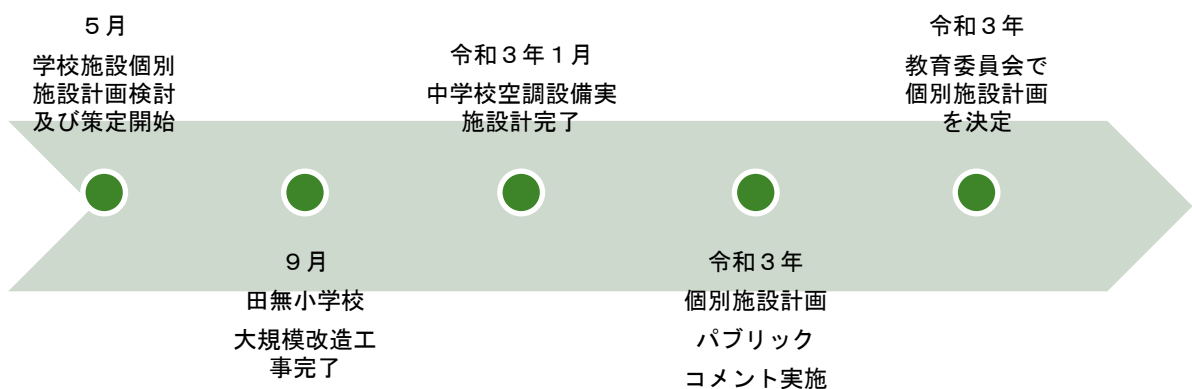 ５月
学校施設個別
施設計画検討
及び策定開始
９月
田無小学校
大規模改造工
事完了
令和３年１月
中学校空調設備実
施設計完了
令和３年
個別施設計画
パブリック
コメント実施
令和３年
教育委員会で
個別施設計画
を決定